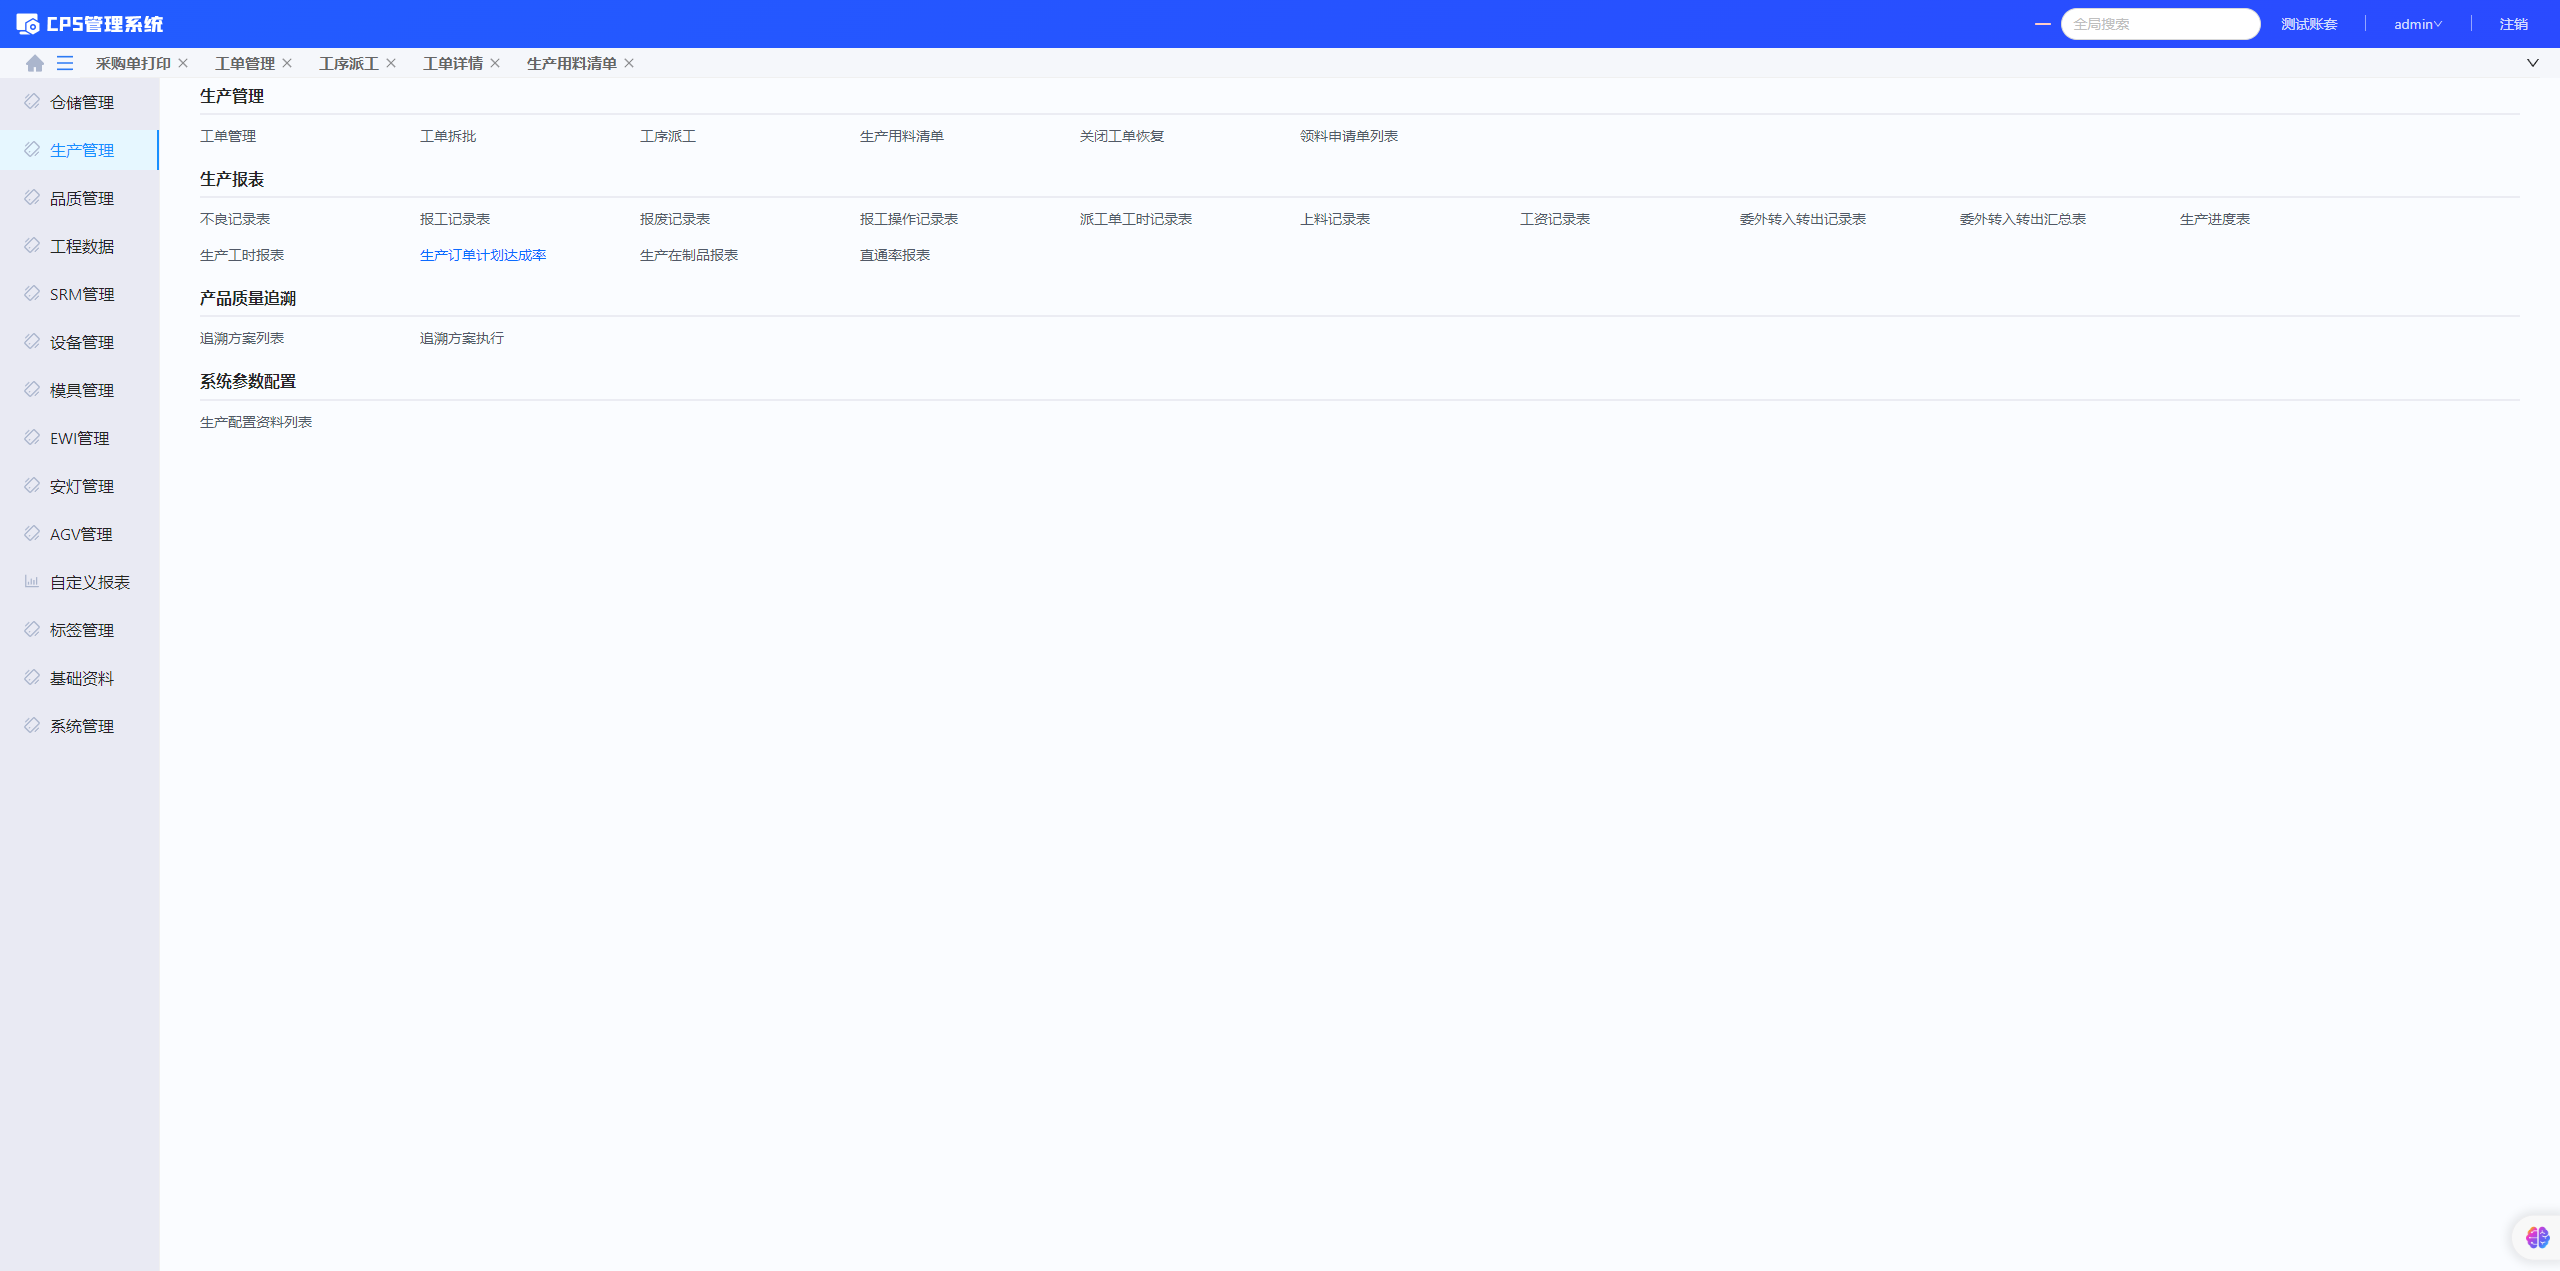 CPS管理系统
全局搜索
测试账套
admin
注销
采购单打印
工单管理
工序派工
工单详情
生产用料清单
仓储管理
生产管理
品质管理
工程数据
SRM管理
设备管理
模具管理
EWI管理
安灯管理
AGV管理
自定义报表
标签管理
基础资料
系统管理
生产管理
工单管理 工单拆批 工序派工 生产用料清单 关闭工单恢复 领料申请单列表
生产报表
不良记录表 报工记录表 报废记录表 报工操作记录表 派工单工时记录表 上料记录表 工资记录表 委外转入转出记录表 委外转入转出汇总表 生产进度表
生产工时报表 生产订单计划达成率 生产在制品报表 直通率报表
产品质量追溯
追溯方案列表 追溯方案执行
系统参数配置
生产配置资料列表